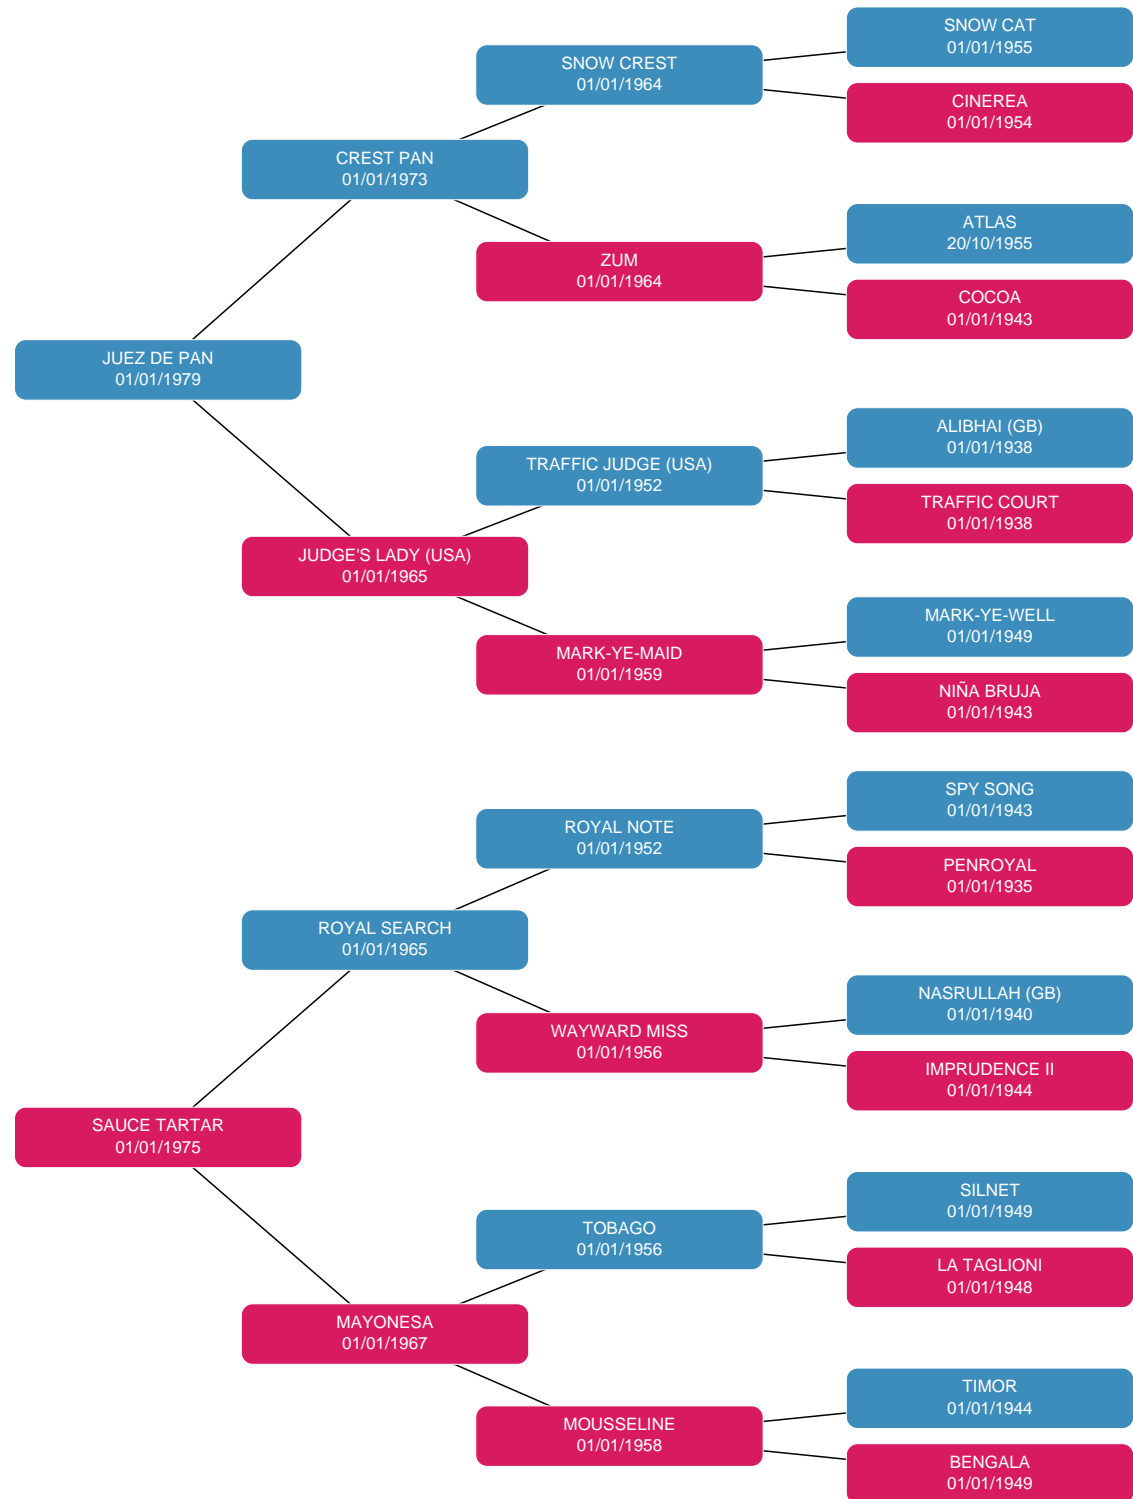 SNOW CAT
01/01/1955
SNOW CREST
01/01/1964
CINEREA
01/01/1954
CREST PAN
01/01/1973
ATLAS
20/10/1955
ZUM
01/01/1964
COCOA
01/01/1943
JUEZ DE PAN
01/01/1979
ALIBHAI (GB)
01/01/1938
TRAFFIC JUDGE (USA)
01/01/1952
TRAFFIC COURT
01/01/1938
JUDGE'S LADY (USA)
01/01/1965
MARK-YE-WELL
01/01/1949
MARK-YE-MAID
01/01/1959
NIÑA BRUJA
01/01/1943
SPY SONG
01/01/1943
ROYAL NOTE
01/01/1952
PENROYAL
01/01/1935
ROYAL SEARCH
01/01/1965
NASRULLAH (GB)
01/01/1940
WAYWARD MISS
01/01/1956
IMPRUDENCE II
01/01/1944
SAUCE TARTAR
01/01/1975
SILNET
01/01/1949
TOBAGO
01/01/1956
LA TAGLIONI
01/01/1948
MAYONESA
01/01/1967
TIMOR
01/01/1944
MOUSSELINE
01/01/1958
BENGALA
01/01/1949